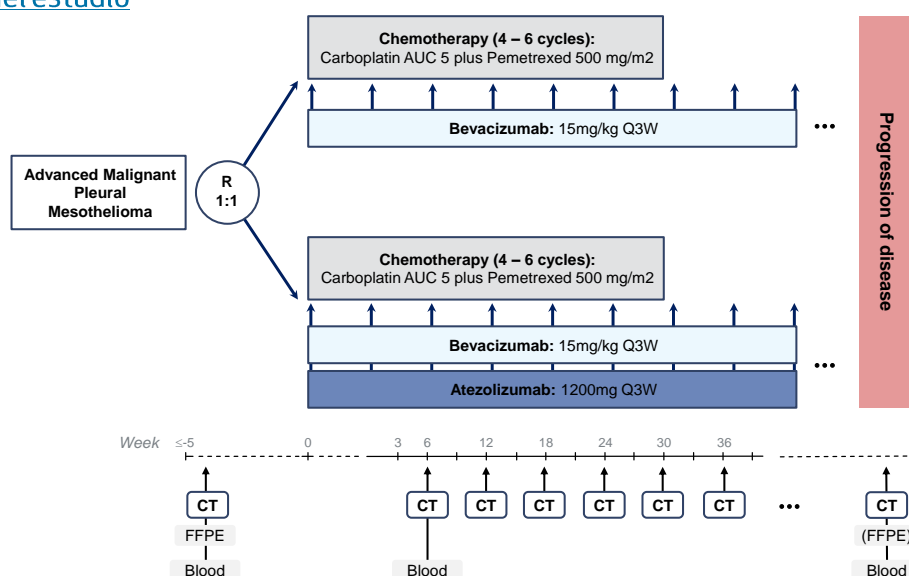 del estudio
Chemotherapy (4 – 6 cycles):
Carboplatin AUC 5 plus Pemetrexed 500 mg/m2
Bevacizumab: 15mg/kg Q3W
...
Advanced Malignant
Pleural
Mesothelioma
R
1:1
Chemotherapy (4 – 6 cycles):
Carboplatin AUC 5 plus Pemetrexed 500 mg/m2
Bevacizumab: 15mg/kg Q3W
Atezolizumab: 1200mg Q3W
...
Progression of disease
Week ≤-5 0 3 6 12 18 24 30 36
CT CT CT CT CT CT CT ... CT
FFPE (FFPE)
Blood Blood Blood